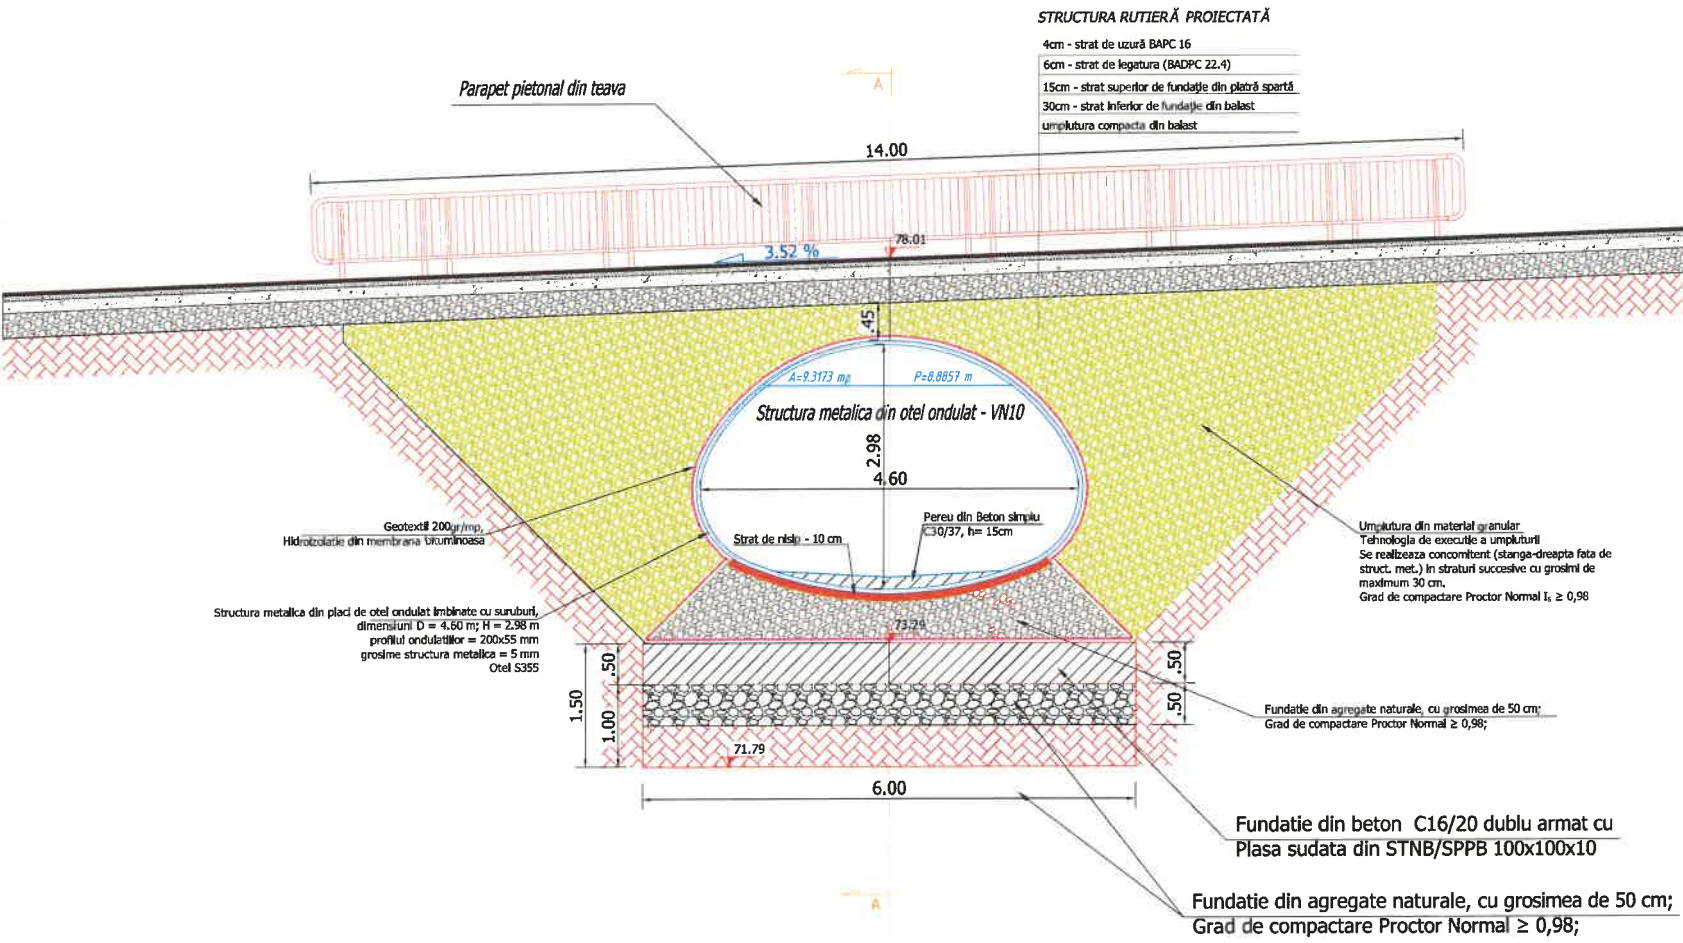 STRUCTURA RUTIERĂ PROIECTATĂ
4cm - strat de uzură BAPC 16
6cm - strat de legatura (BADPC 22.4)
15cm - strat superior de fundație din piatră spartă
30cm - strat inferior de fundație din balast
umplutura compacta din balast
Parapet pietonal din teava
A
14.00
78.01
3.52 %
.45
A=9.3173 mp
P=8.8857 m
Structura metalica din otel ondulat - VN10
2.98
4.60
Geotextil 200gr/mp,
Hidroizolatie din membrana bituminoasa
Strat de nisip - 10 cm
Pereu din Beton simplu
C30/37, h= 15cm
Umplutura din material granular
Tehnologia de executie a umpluturii
Se realizeaza concomitent (stanga-dreapta fata de
struct. met.) in straturi succesive cu grosimi de
maximum 30 cm.
Grad de compactare Proctor Normal Iₛ ≥ 0,98
Structura metalica din placi de otel ondulat imbinate cu suruburi,
dimensiuni D = 4.60 m; H = 2.98 m
profilul ondulatiilor = 200x55 mm
grosime structura metalica = 5 mm
Otel S355
73.29
.50
1.50
1.00
.50
.50
71.79
6.00
Fundatie din agregate naturale, cu grosimea de 50 cm;
Grad de compactare Proctor Normal ≥ 0,98;
Fundatie din beton C16/20 dublu armat cu
Plasa sudata din STNB/SPPB 100x100x10
A
Fundatie din agregate naturale, cu grosimea de 50 cm;
Grad de compactare Proctor Normal ≥ 0,98;